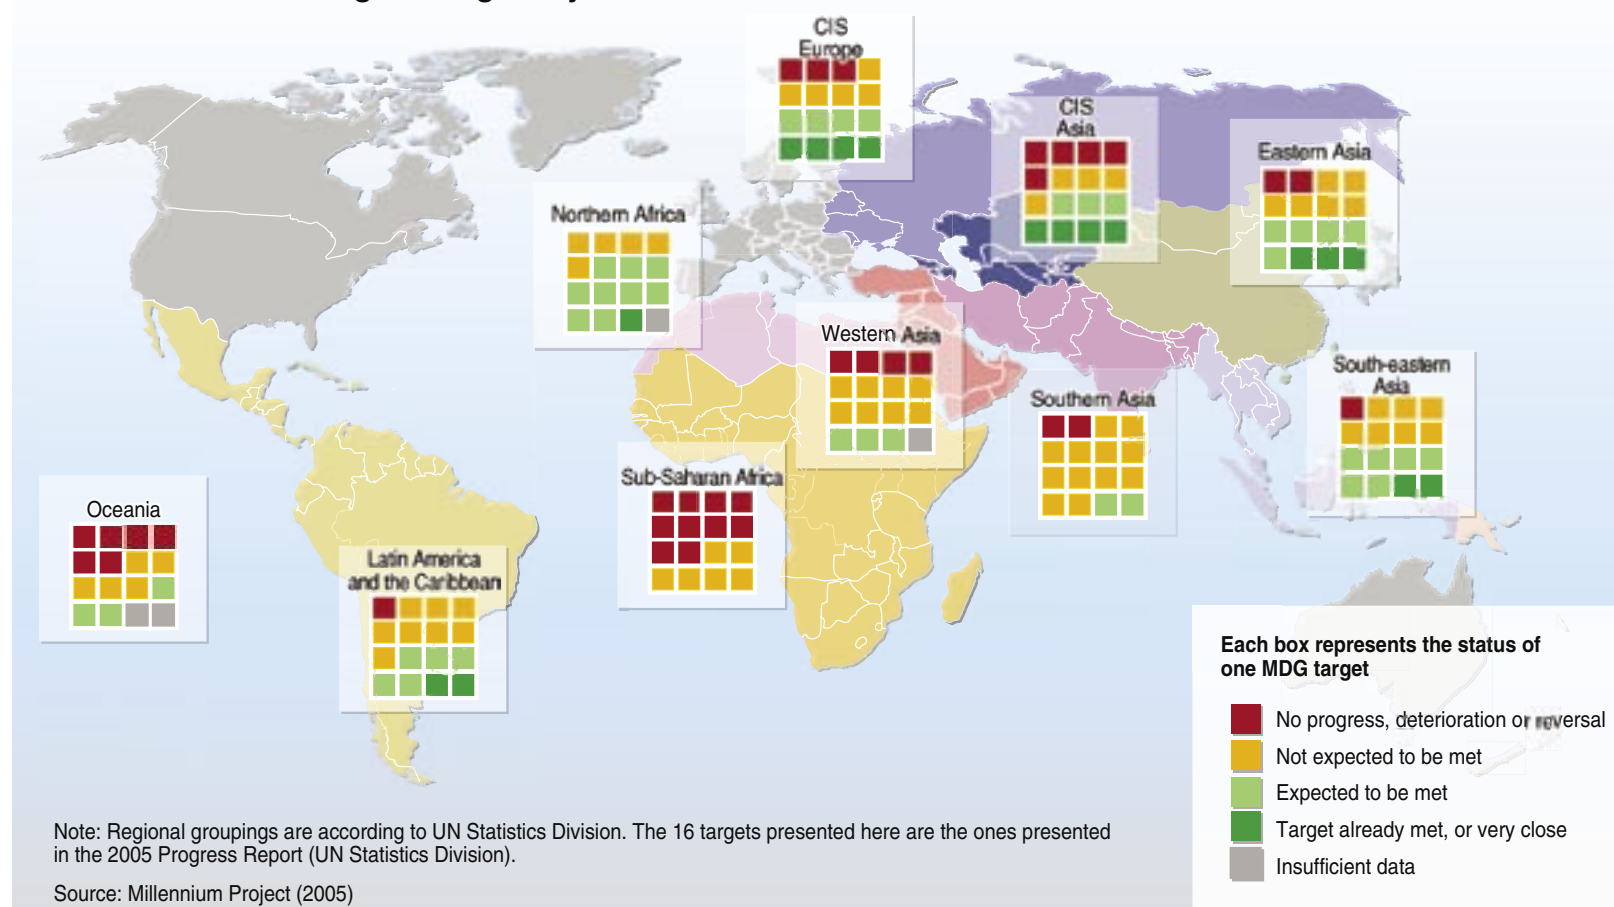 CIS
Europe
CIS
Asia
Eastern Asia
Northern Africa
Western Asia
South-eastern
Asia
Southern Asia
Sub-Saharan Africa
Oceania
Latin America
and the Caribbean
Each box represents the status of
one MDG target
No progress, deterioration or reversal
Not expected to be met
Expected to be met
Target already met, or very close
Insufficient data
Note: Regional groupings are according to UN Statistics Division. The 16 targets presented here are the ones presented
in the 2005 Progress Report (UN Statistics Division).
Source: Millennium Project (2005)